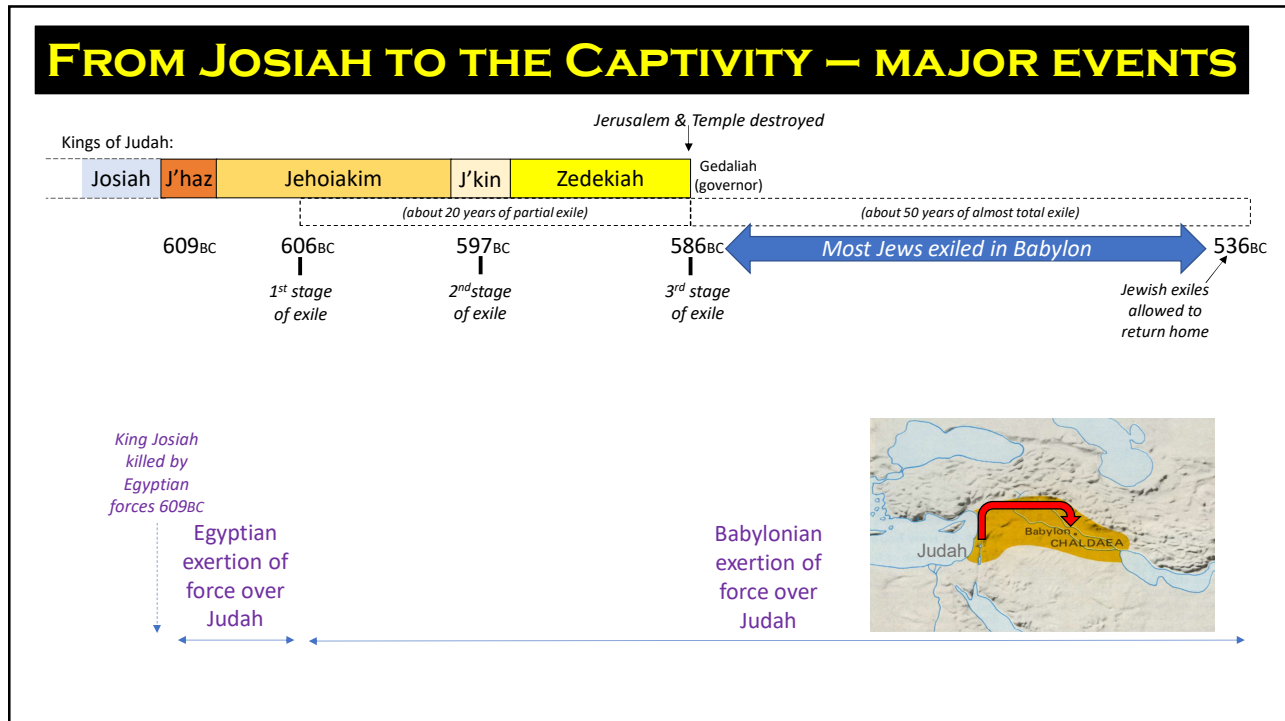 FROM JOSIAH TO THE CAPTIVITY – MAJOR EVENTS
Jerusalem & Temple destroyed
Kings of Judah:
Josiah
J’haz
Jehoiakim
J’kin
Zedekiah
Gedaliah
(governor)
(about 20 years of partial exile)
(about 50 years of almost total exile)
609BC
606BC
597BC
586BC
Most Jews exiled in Babylon
536BC
1st stage
of exile
2nd stage
of exile
3rd stage
of exile
Jewish exiles
allowed to
return home
King Josiah
killed by
Egyptian
forces 609BC
Egyptian
exertion of
force over
Judah
Babylonian
exertion of
force over
Judah
Judah
Babylon
CHALDAEA